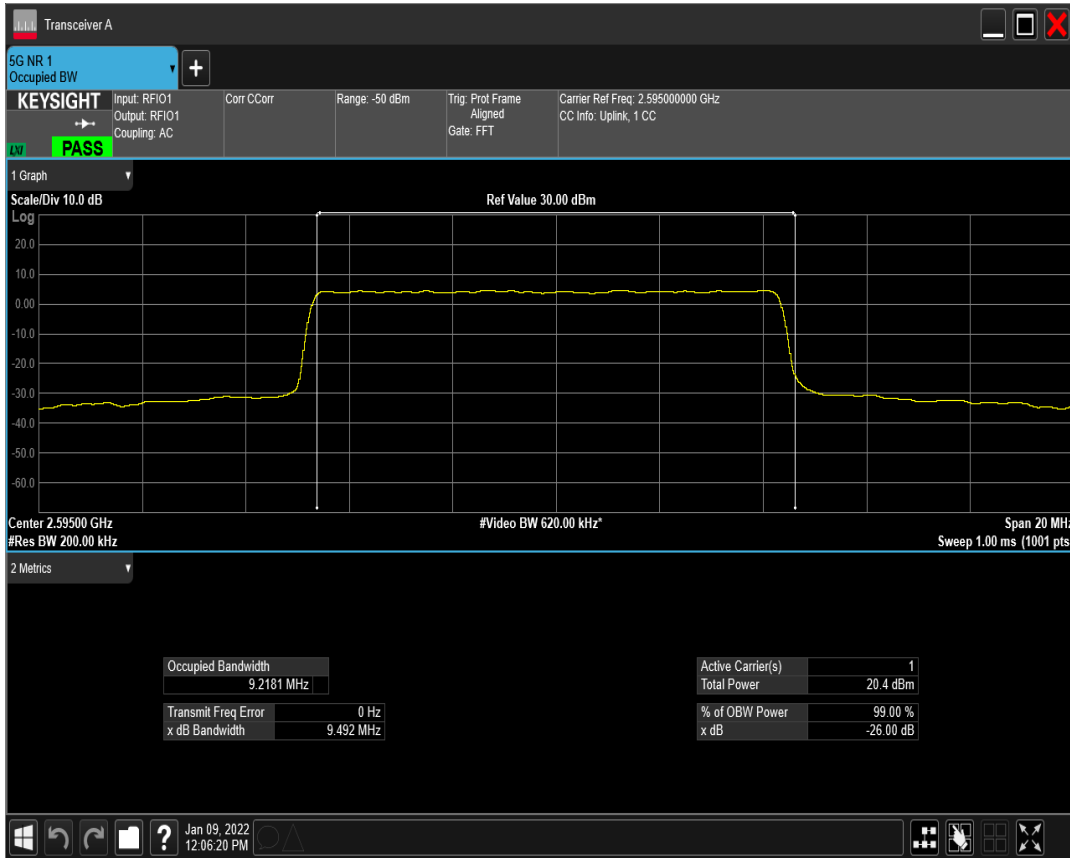 Transceiver A
5G NR 1
Occupied BW
KEYSIGHT
Input: RFIO1
Output: RFIO1
Coupling: AC
Corr CCorr
Range: -50 dBm
Trig: Prot Frame
Aligned
Gate: FFT
Carrier Ref Freq: 2.595000000 GHz
CC Info: Uplink, 1 CC
LXI
PASS
1 Graph
Scale/Div 10.0 dB
Ref Value 30.00 dBm
Log
20.0
10.0
0.00
-10.0
-20.0
-30.0
-40.0
-50.0
-60.0
Center 2.59500 GHz
#Video BW 620.00 kHz*
Span 20 MHz
#Res BW 200.00 kHz
Sweep 1.00 ms (1001 pts
2 Metrics
Occupied Bandwidth
9.2181 MHz
Transmit Freq Error 0 Hz
x dB Bandwidth 9.492 MHz
Active Carrier(s) 1
Total Power 20.4 dBm
% of OBW Power 99.00 %
x dB -26.00 dB
Jan 09, 2022
12:06:20 PM